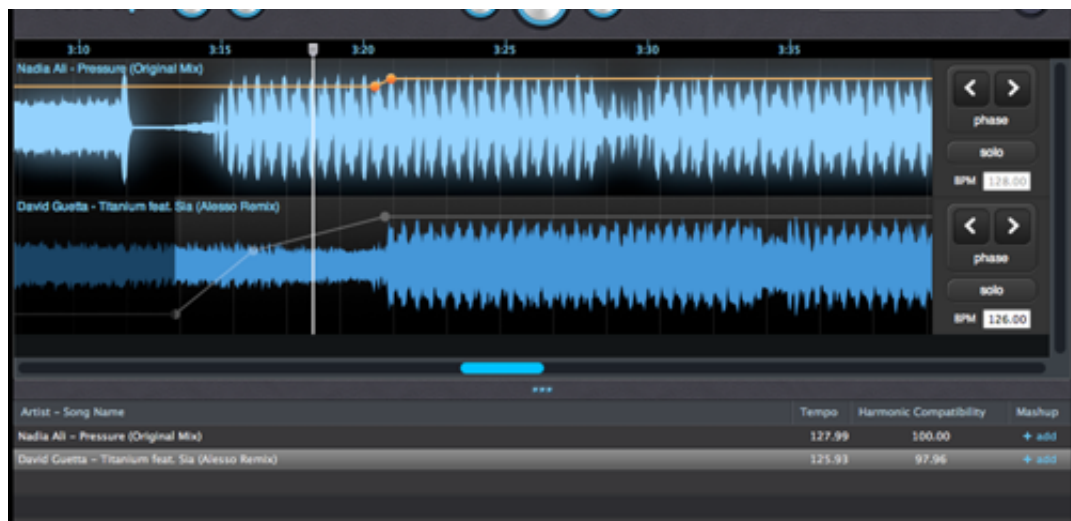 3:10 3:15 3:20 3:25 3:30 3:35
Nadia Ali - Pressure (Original Mix)
phase
solo
BPM 128.00
David Guetta - Titanium feat. Sia (Alesso Remix)
phase
solo
BPM 126.00
Artist - Song Name Tempo Harmonic Compatibility Mashup
Nadia Ali - Pressure (Original Mix) 127.99 100.00 + add
David Guetta - Titanium feat. Sia (Alesso Remix) 125.93 97.96 + add